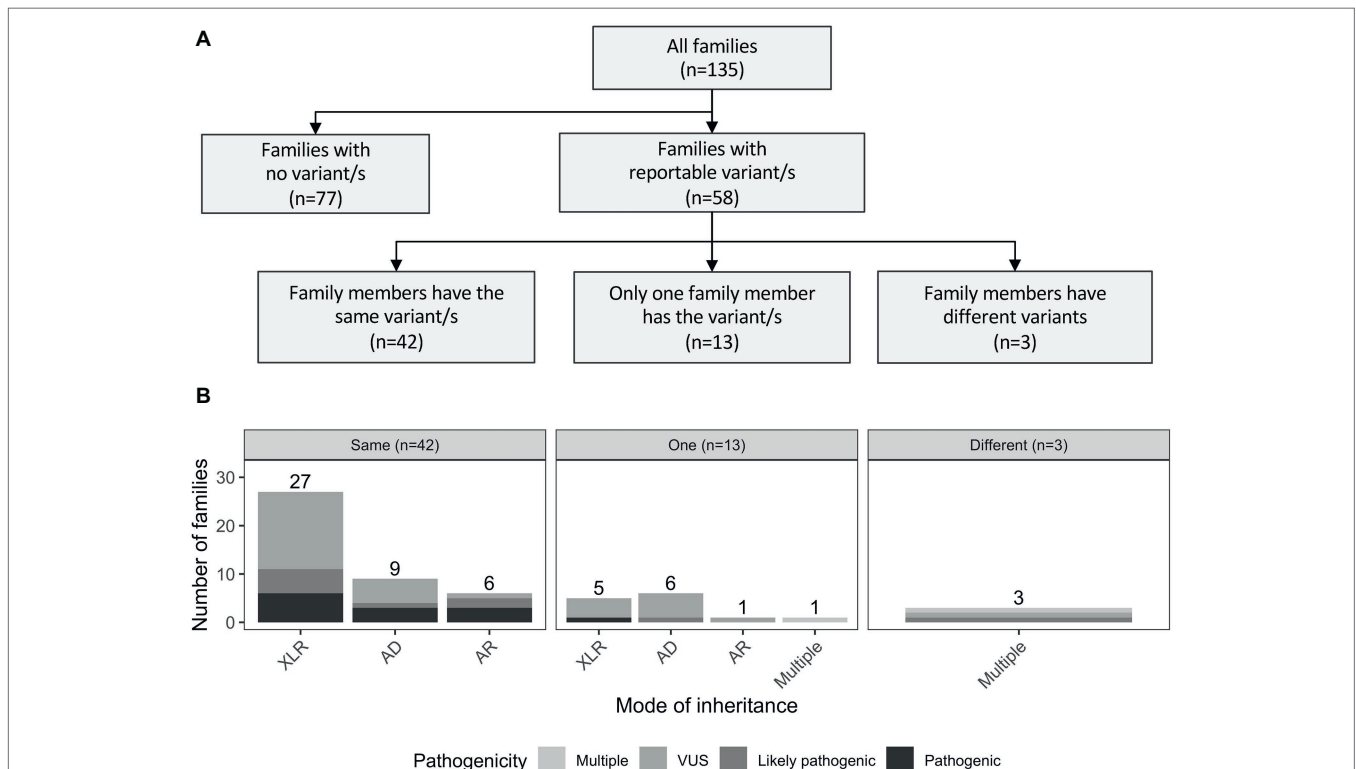 A
All families
(n=135)
Families with
no variant/s
(n=77)
Families with
reportable variant/s
(n=58)
Family members have the
same variant/s
(n=42)
Only one family member
has the variant/s
(n=13)
Family members have
different variants
(n=3)
B
Same (n=42)
One (n=13)
Different (n=3)
Number of families
30
20
10
0
27
9
6
5
6
1
1
3
XLR
AD
AR
XLR
AD
AR
Multiple
Multiple
Mode of inheritance
Pathogenicity Multiple VUS Likely pathogenic Pathogenic